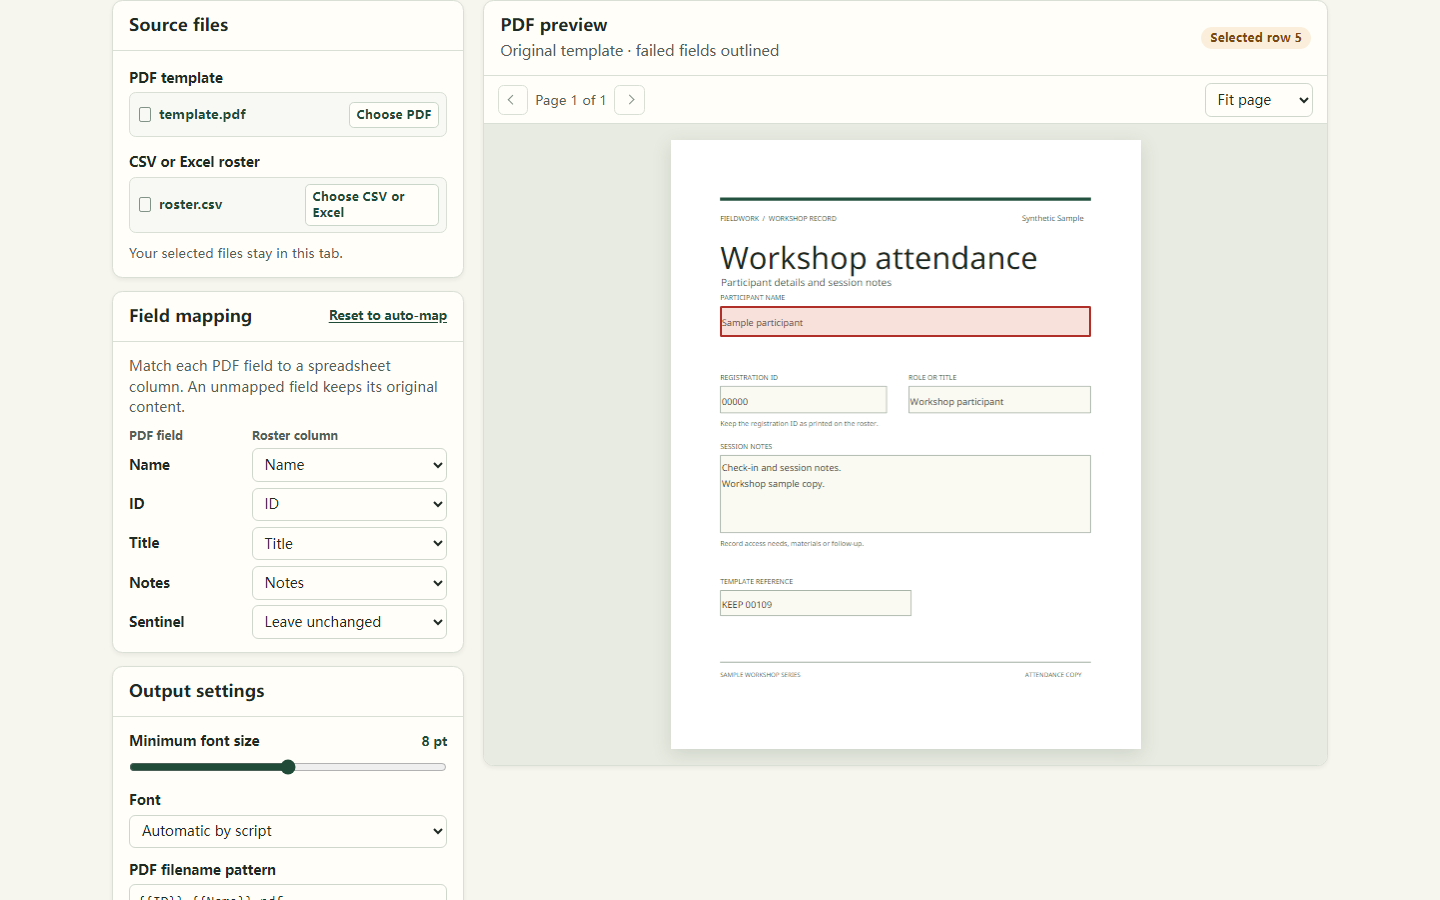 Source files
PDF template
template.pdf
Choose PDF
CSV or Excel roster
roster.csv
Choose CSV or
Excel
Your selected files stay in this tab.
Field mapping
Reset to auto-map
Match each PDF field to a spreadsheet
column. An unmapped field keeps its original
content.
PDF field
Roster column
Name
Name
ID
ID
Title
Title
Notes
Notes
Sentinel
Leave unchanged
Output settings
Minimum font size
8 pt
Font
Automatic by script
PDF filename pattern
PDF preview
Original template · failed fields outlined
Selected row 5
Page 1 of 1
Fit page
FIELDWORK / WORKSHOP RECORD
Synthetic Sample
Workshop attendance
Participant details and session notes
PARTICIPANT NAME
Sample participant
REGISTRATION ID
ROLE OR TITLE
00000
Workshop participant
Keep the registration ID as printed on the roster.
SESSION NOTES
Check-in and session notes.
Workshop sample copy.
Record access needs, materials or follow-up.
TEMPLATE REFERENCE
KEEP 00109
SAMPLE WORKSHOP SERIES
ATTENDANCE COPY